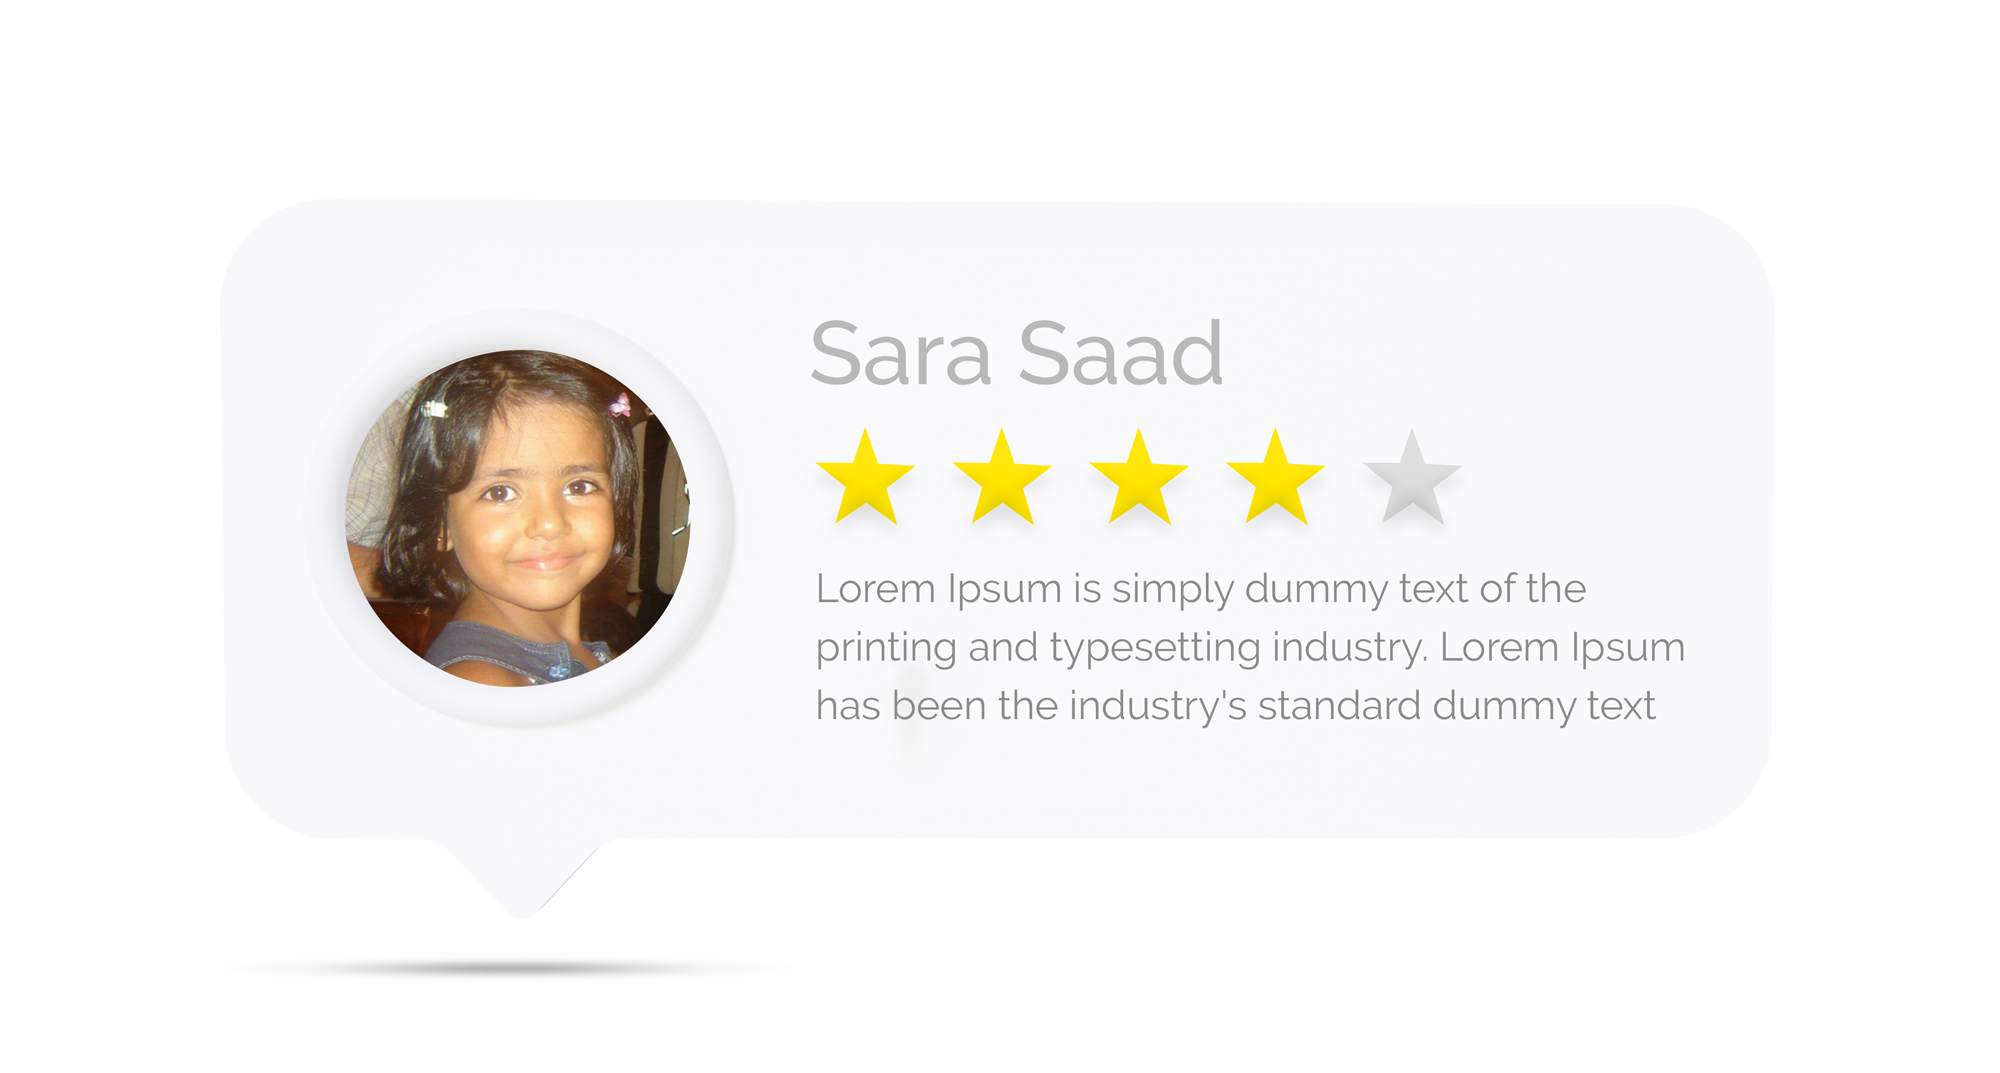 Sara Saad
Lorem Ipsum is simply dummy text of the
printing and typesetting industry. Lorem Ipsum
has been the industry's standard dummy text